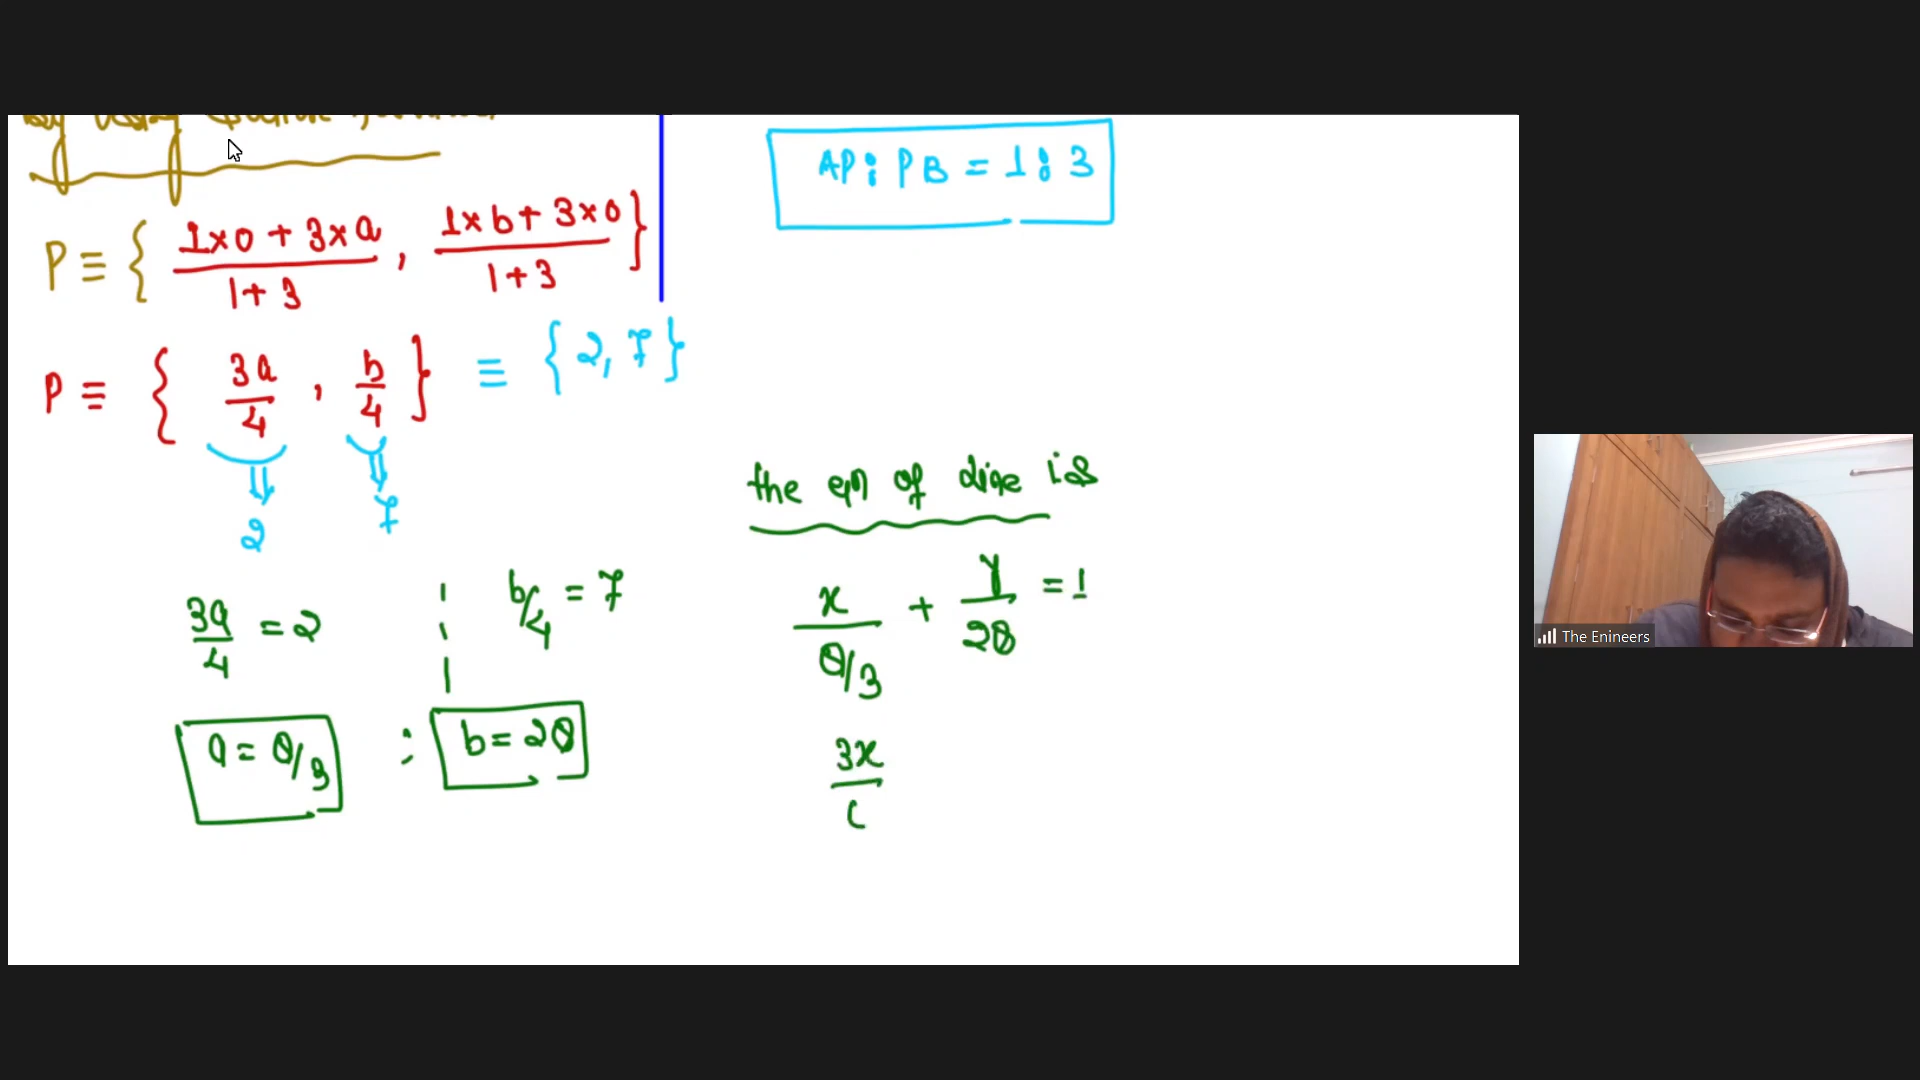 by using
AP : PB = 1 : 3
P ≡ { (1×0 + 3×a)/(1+3) , (1×b + 3×0)/(1+3) }
P ≡ { 3a/4 , b/4 } ≡ { 2, 7 }
2
7
3a/4 = 2
b/4 = 7
a = 8/3 ; b = 28
the eqn of line is
x/(8/3) + y/28 = 1
3x
The Enineers